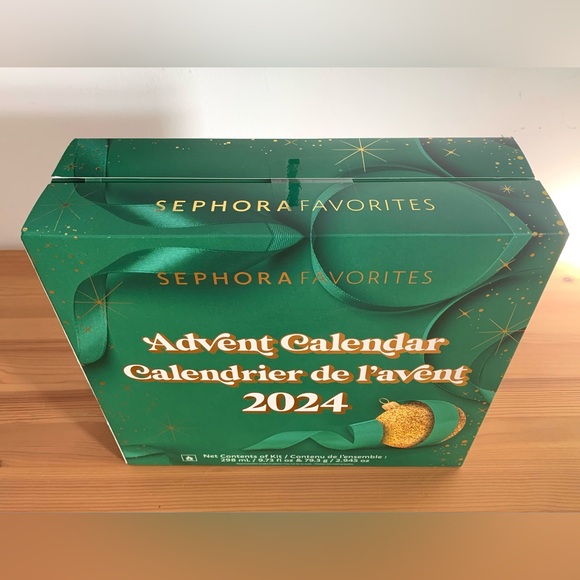 SEPHORA FAVORITES
SEPHORA FAVORITES
Advent Calendar
Calendrier de l'avent
2024
Net Contents of Kit / Contenu de l'ensemble :
298 mL / 9.73 fl oz & 79.3 g / 2.945 oz